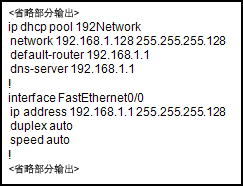 <省略部分输出>
ip dhcp pool 192Network
network 192.168.1.128 255.255.255.128
default-router 192.168.1.1
dns-server 192.168.1.1
!
interface FastEthernet0/0
ip address 192.168.1.1 255.255.255.128
duplex auto
speed auto
!
<省略部分输出>